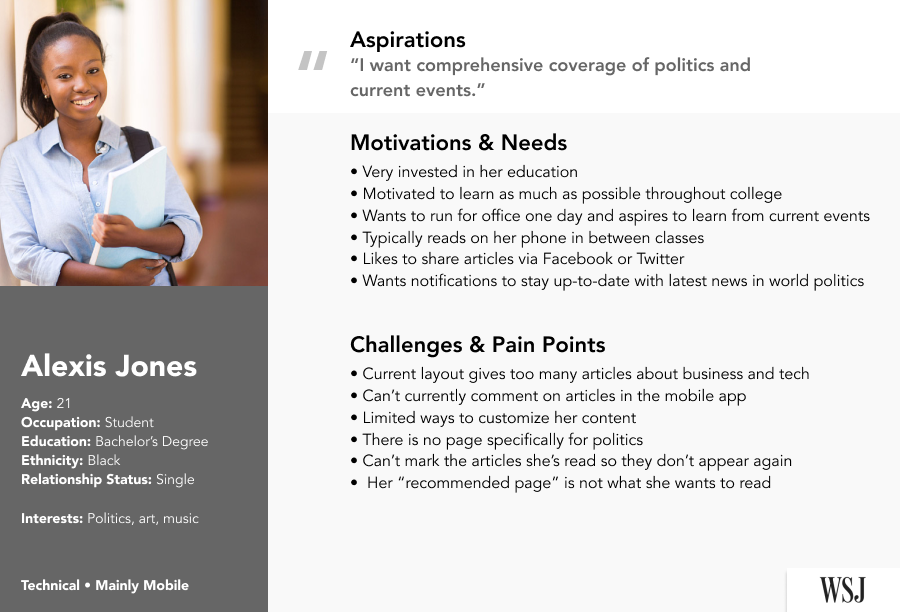 Aspirations
“I want comprehensive coverage of politics and
current events.”
Motivations & Needs
• Very invested in her education
• Motivated to learn as much as possible throughout college
• Wants to run for office one day and aspires to learn from current events
• Typically reads on her phone in between classes
• Likes to share articles via Facebook or Twitter
• Wants notifications to stay up-to-date with latest news in world politics
Challenges & Pain Points
• Current layout gives too many articles about business and tech
• Can’t currently comment on articles in the mobile app
• Limited ways to customize her content
• There is no page specifically for politics
• Can’t mark the articles she’s read so they don’t appear again
• Her “recommended page” is not what she wants to read
Alexis Jones
Age: 21
Occupation: Student
Education: Bachelor’s Degree
Ethnicity: Black
Relationship Status: Single
Interests: Politics, art, music
Technical • Mainly Mobile
WSJ